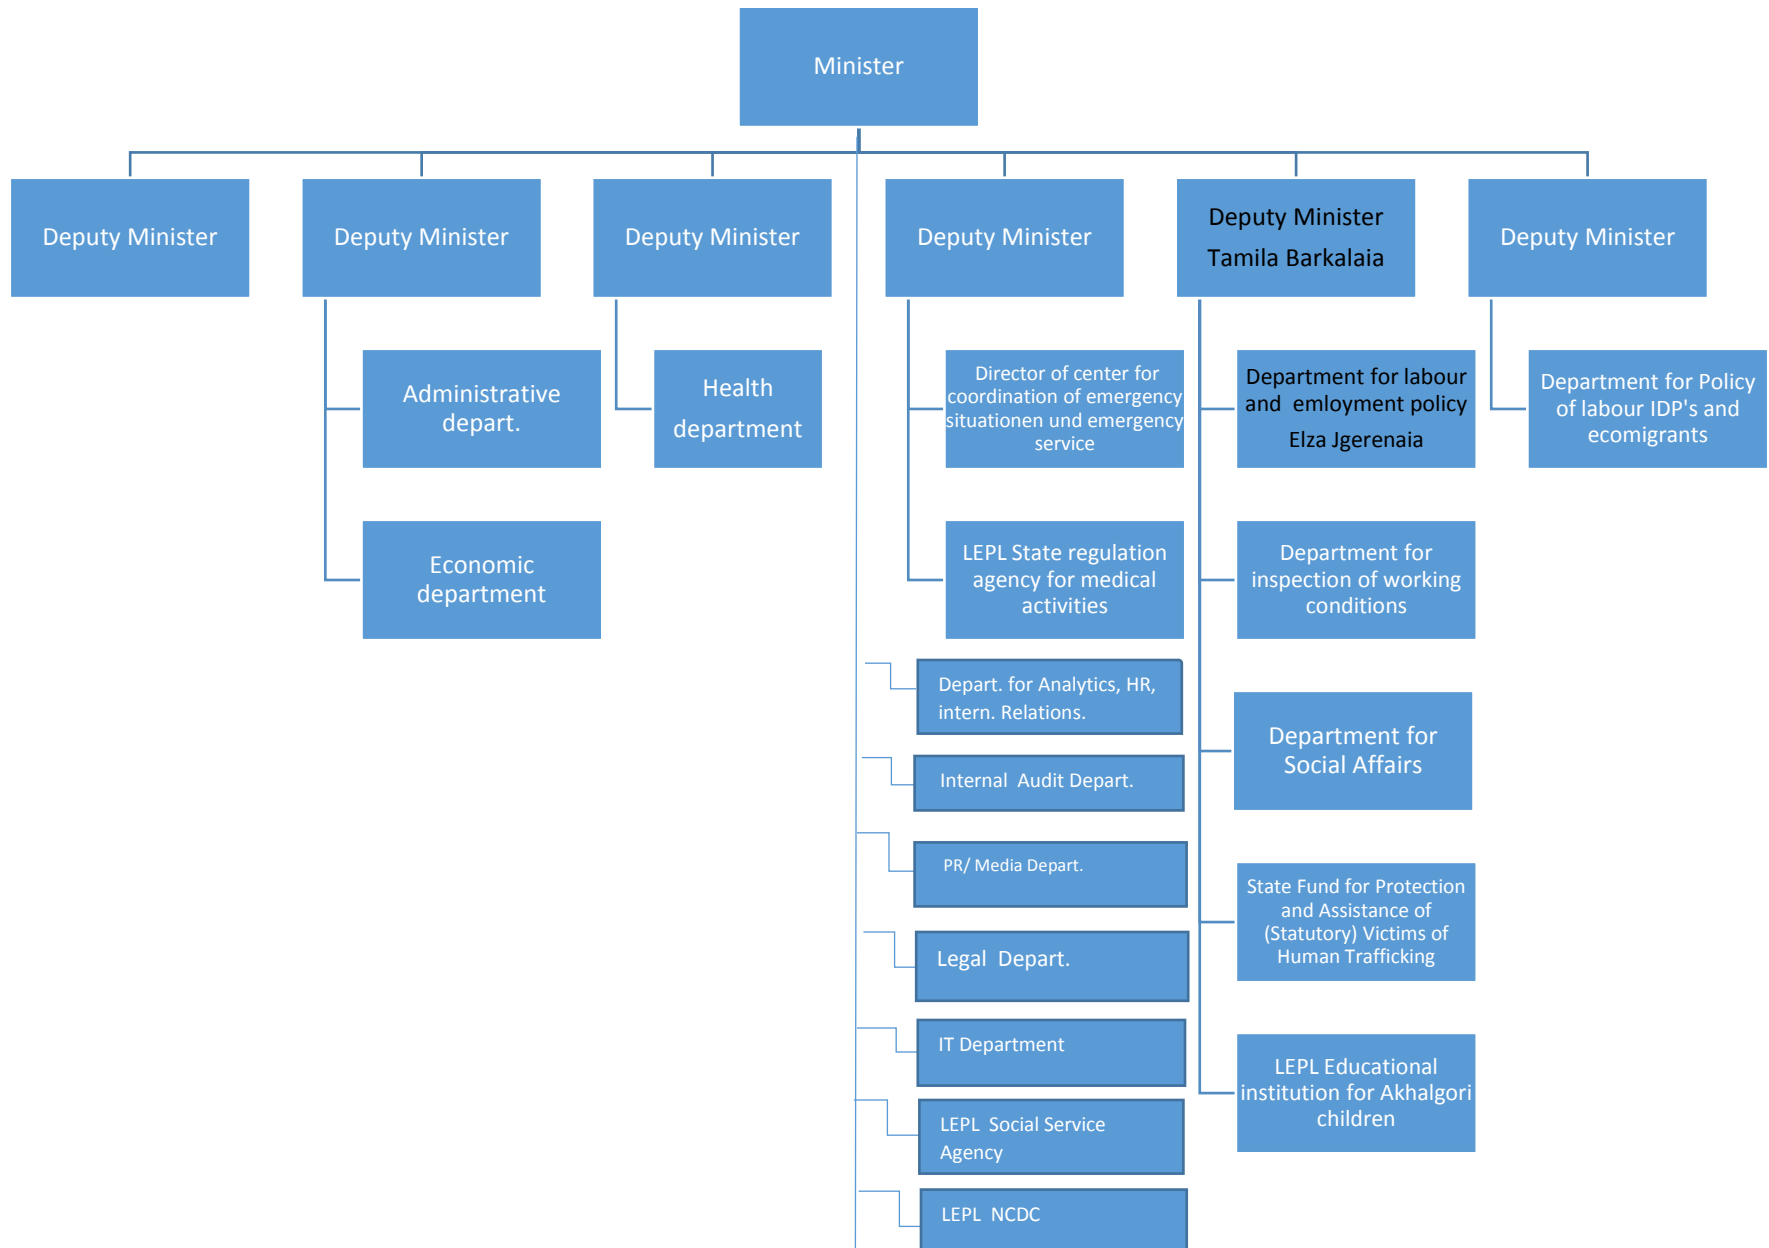 Minister
Deputy Minister
Deputy Minister
Deputy Minister
Deputy Minister
Deputy Minister
Tamila Barkalaia
Deputy Minister
Administrative
depart.
Economic
department
Health
department
Director of center for
coordination of emergency
situationen und emergency
service
LEPL State regulation
agency for medical
activities
Department for labour
and emloyment policy
Elza Jgerenaia
Department for
inspection of working
conditions
Department for
Social Affairs
State Fund for Protection
and Assistance of
(Statutory) Victims of
Human Trafficking
LEPL Educational
institution for Akhalgori
children
Department for Policy
of labour IDP's and
ecomigrants
Depart. for Analytics, HR,
intern. Relations.
Internal Audit Depart.
PR/ Media Depart.
Legal Depart.
IT Department
LEPL Social Service
Agency
LEPL NCDC